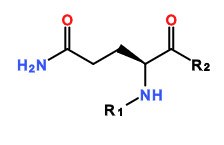 O O
H₂N R₂
NH
R₁